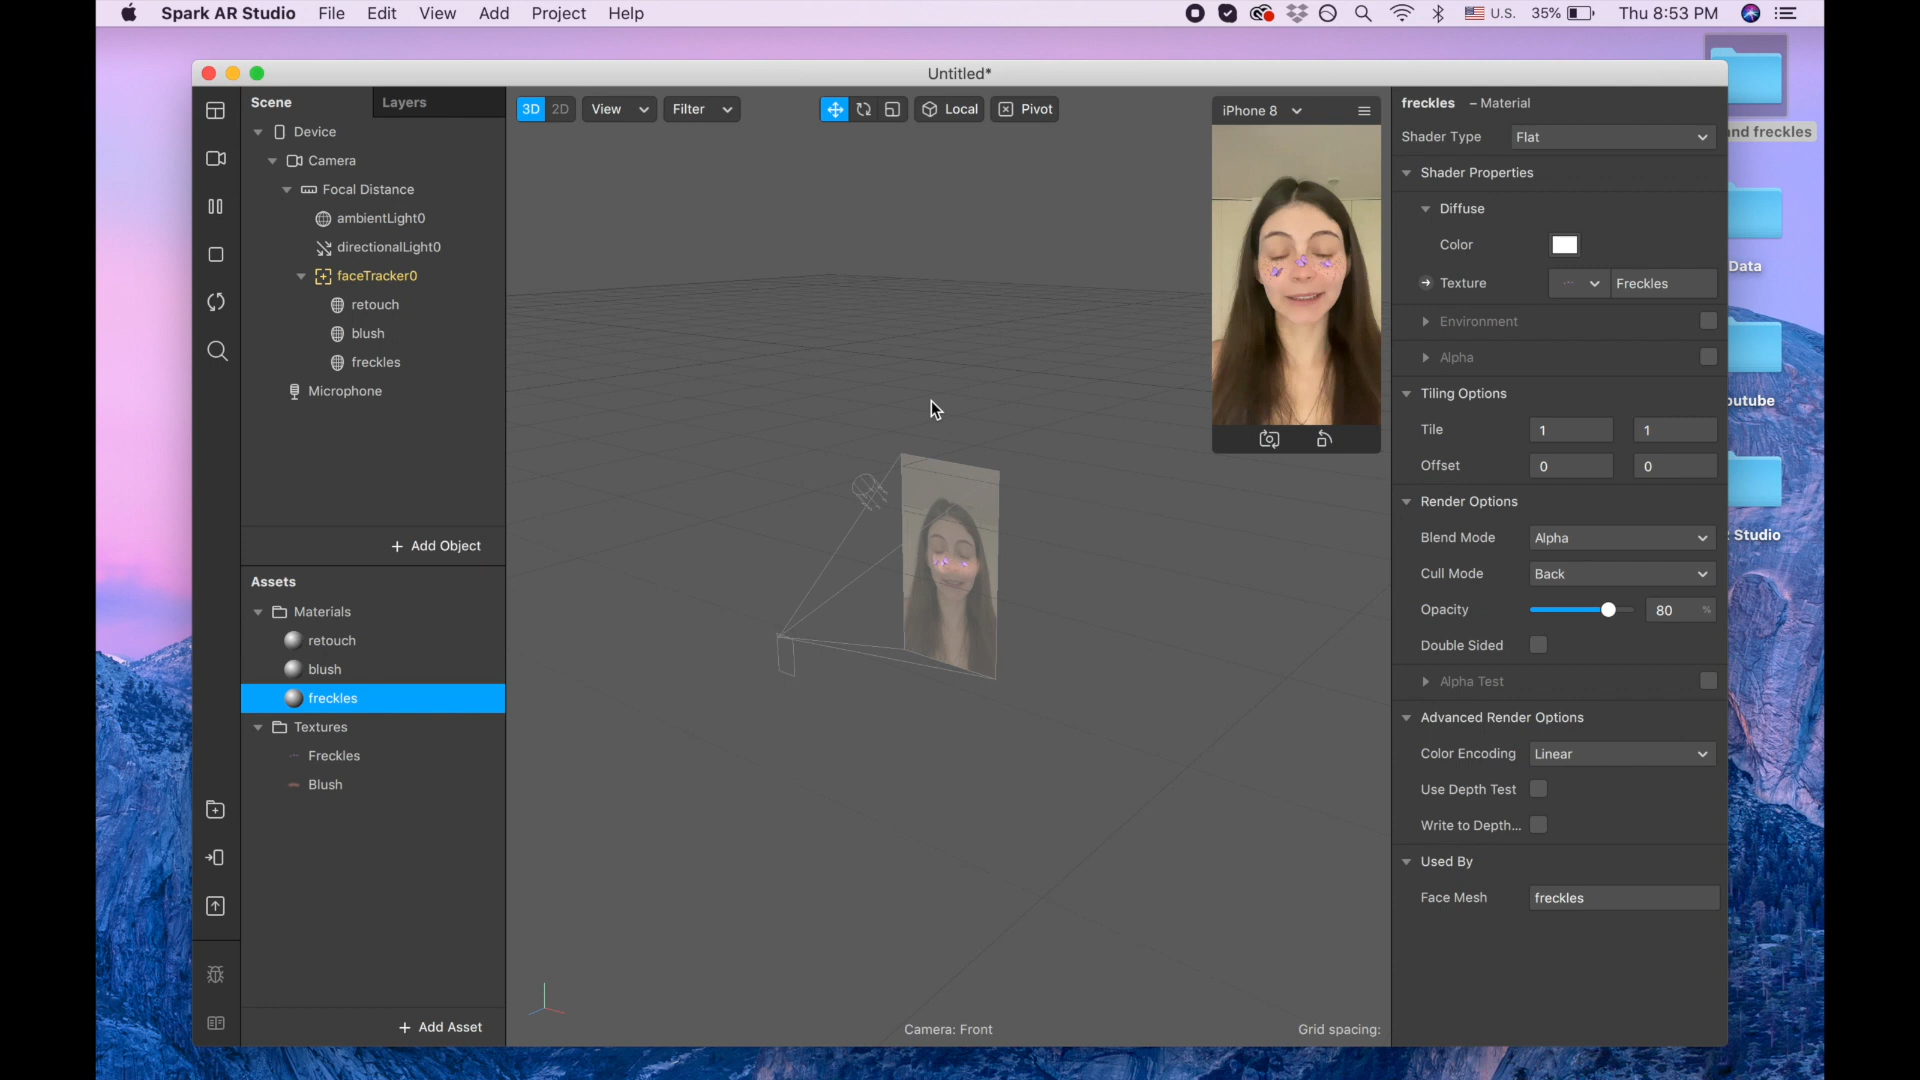 Spark AR Studio File Edit View Add Project Help
U.S. 35% Thu 8:53 PM
Untitled*
Scene Layers
Device
Camera
Focal Distance
ambientLight0
directionalLight0
faceTracker0
retouch
blush
freckles
Microphone
+ Add Object
Assets
Materials
retouch
blush
freckles
Textures
Freckles
Blush
+ Add Asset
3D 2D View Filter Local Pivot
iPhone 8
Camera: Front
Grid spacing:
freckles – Material
Shader Type Flat
Shader Properties
Diffuse
Color
Texture Freckles
Environment
Alpha
Tiling Options
Tile 1 1
Offset 0 0
Render Options
Blend Mode Alpha
Cull Mode Back
Opacity 80 %
Double Sided
Alpha Test
Advanced Render Options
Color Encoding Linear
Use Depth Test
Write to Depth...
Used By
Face Mesh freckles
nd freckles
Data
outube
Studio